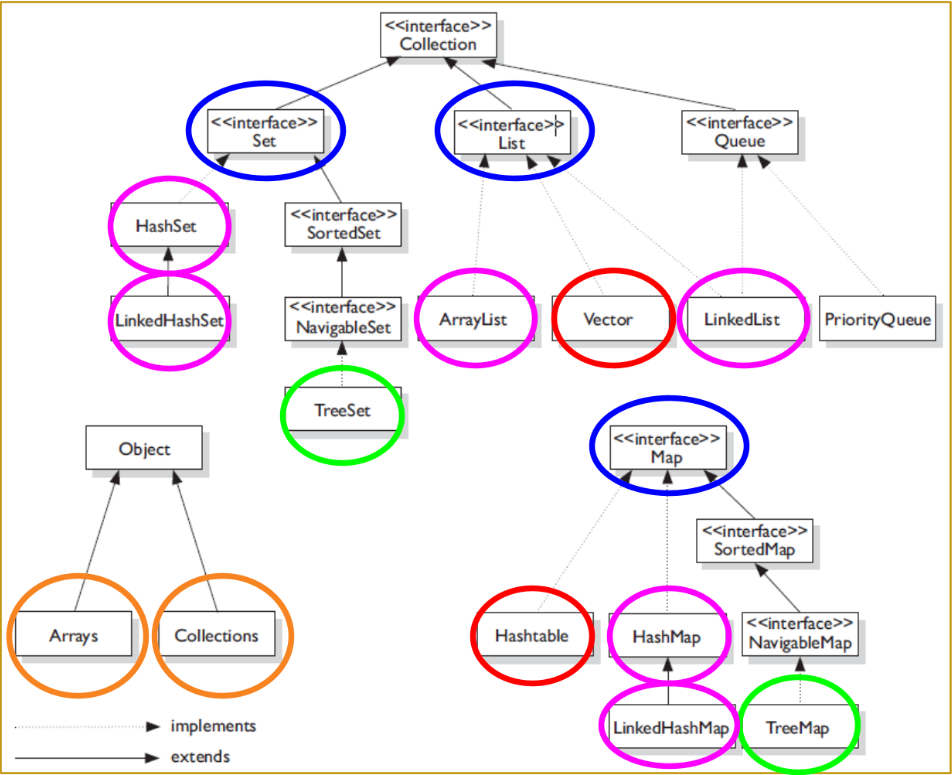 <<interface>>
Collection
<<interface>>
Set
<<interface>>
List
<<interface>>
Queue
HashSet
<<interface>>
SortedSet
LinkedHashSet
<<interface>>
NavigableSet
ArrayList
Vector
LinkedList
PriorityQueue
TreeSet
Object
<<interface>>
Map
<<interface>>
SortedMap
Arrays
Collections
Hashtable
HashMap
<<interface>>
NavigableMap
LinkedHashMap
TreeMap
implements
extends